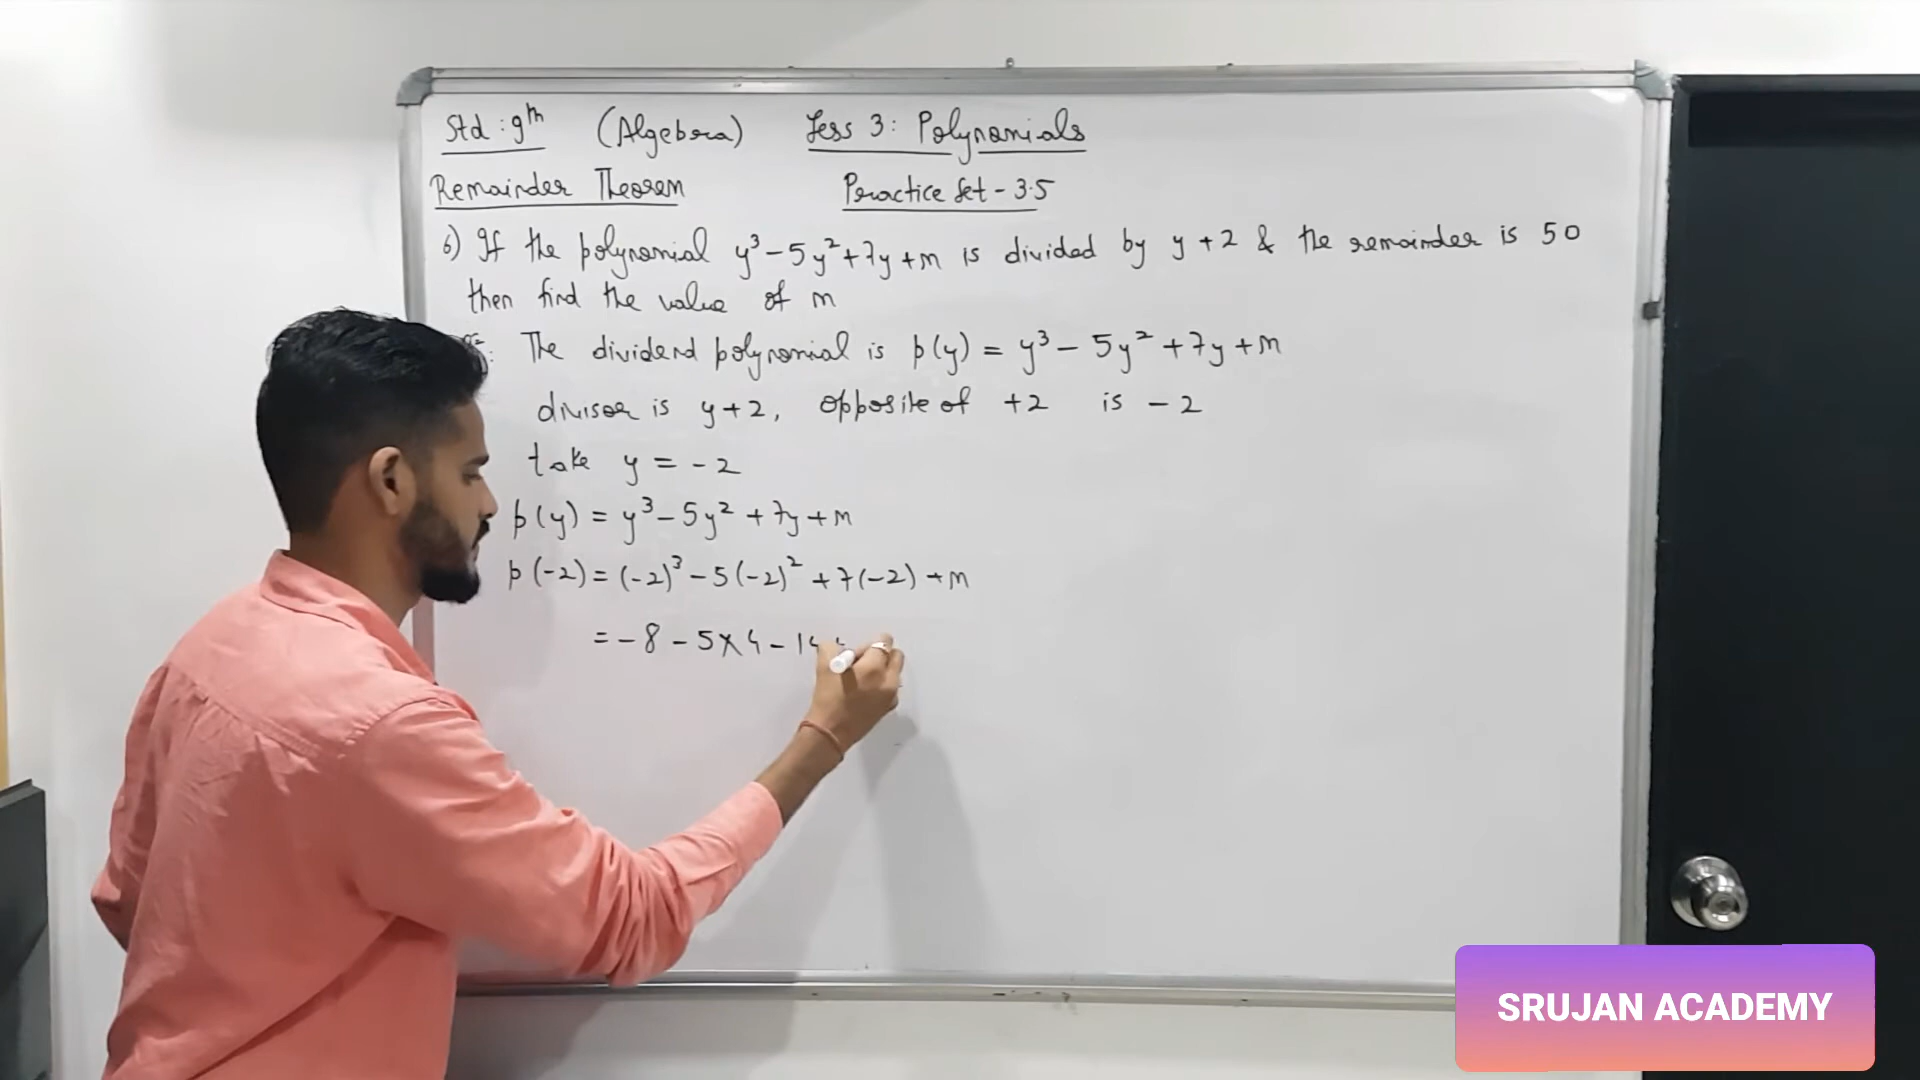 Std : 9th (Algebra) Less 3: Polynomials
Remainder Theorem Practice Set - 3.5
6) If the polynomial y³ - 5y² + 7y + m is divided by y + 2 & the remainder is 50
then find the value of m
The dividend polynomial is p(y) = y³ - 5y² + 7y + m
divisor is y + 2, opposite of +2 is - 2
take y = - 2
p(y) = y³ - 5y² + 7y + m
p(-2) = (-2)³ - 5(-2)² + 7(-2) + m
= - 8 - 5 × 4 - 14
SRUJAN ACADEMY